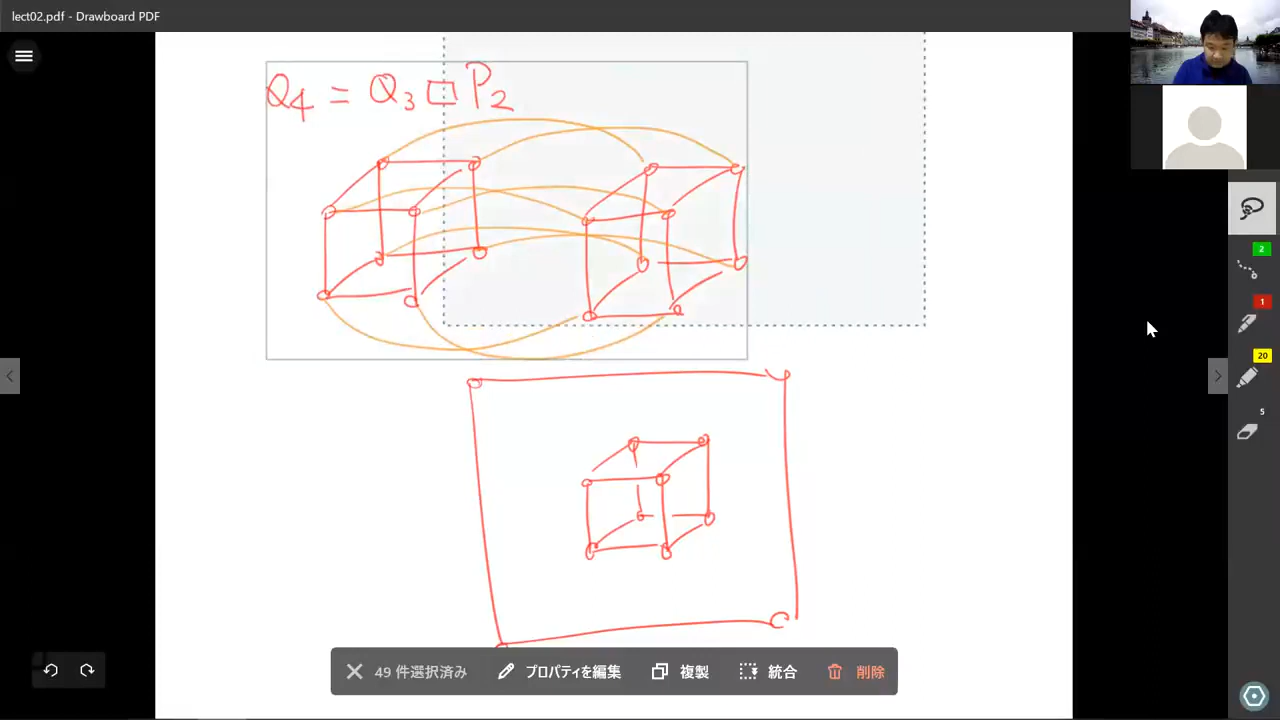 lect02.pdf - Drawboard PDF
Q₄ = Q₃ □ P₂
2
1
20
5
49 件選択済み プロパティを編集 複製 統合 削除